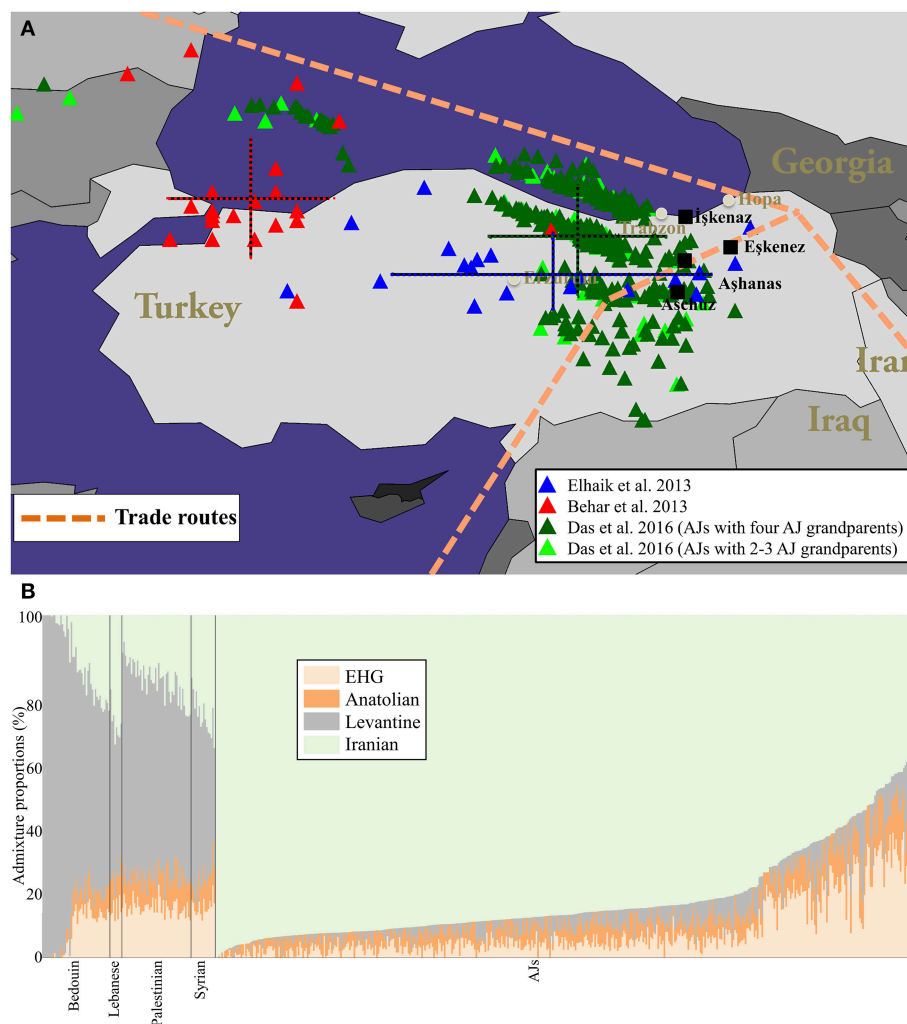 A
Georgia
Hopa
İşkenaz
Trabzon
Eşkenez
Aşhanas
Erzurum
Aschuz
Turkey
Iran
Iraq
Elhaik et al. 2013
Behar et al. 2013
Das et al. 2016 (AJs with four AJ grandparents)
Das et al. 2016 (AJs with 2-3 AJ grandparents)
Trade routes
B
100
80
60
40
20
0
Admixture proportions (%)
EHG
Anatolian
Levantine
Iranian
Bedouin
Lebanese
Palestinian
Syrian
AJs